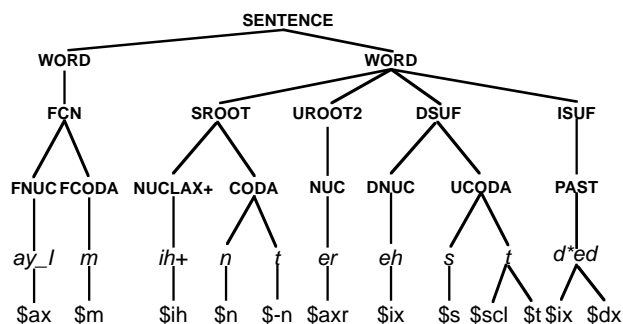 SENTENCE
WORD WORD
FCN SROOT UROOT2 DSUF ISUF
FNUC FCODA NUCLAX+ CODA NUC DNUC UCODA PAST
ay_I m ih+ n t er eh s t d*ed
$ax $m $ih $n $-n $axr $ix $s $scl $t $ix $dx